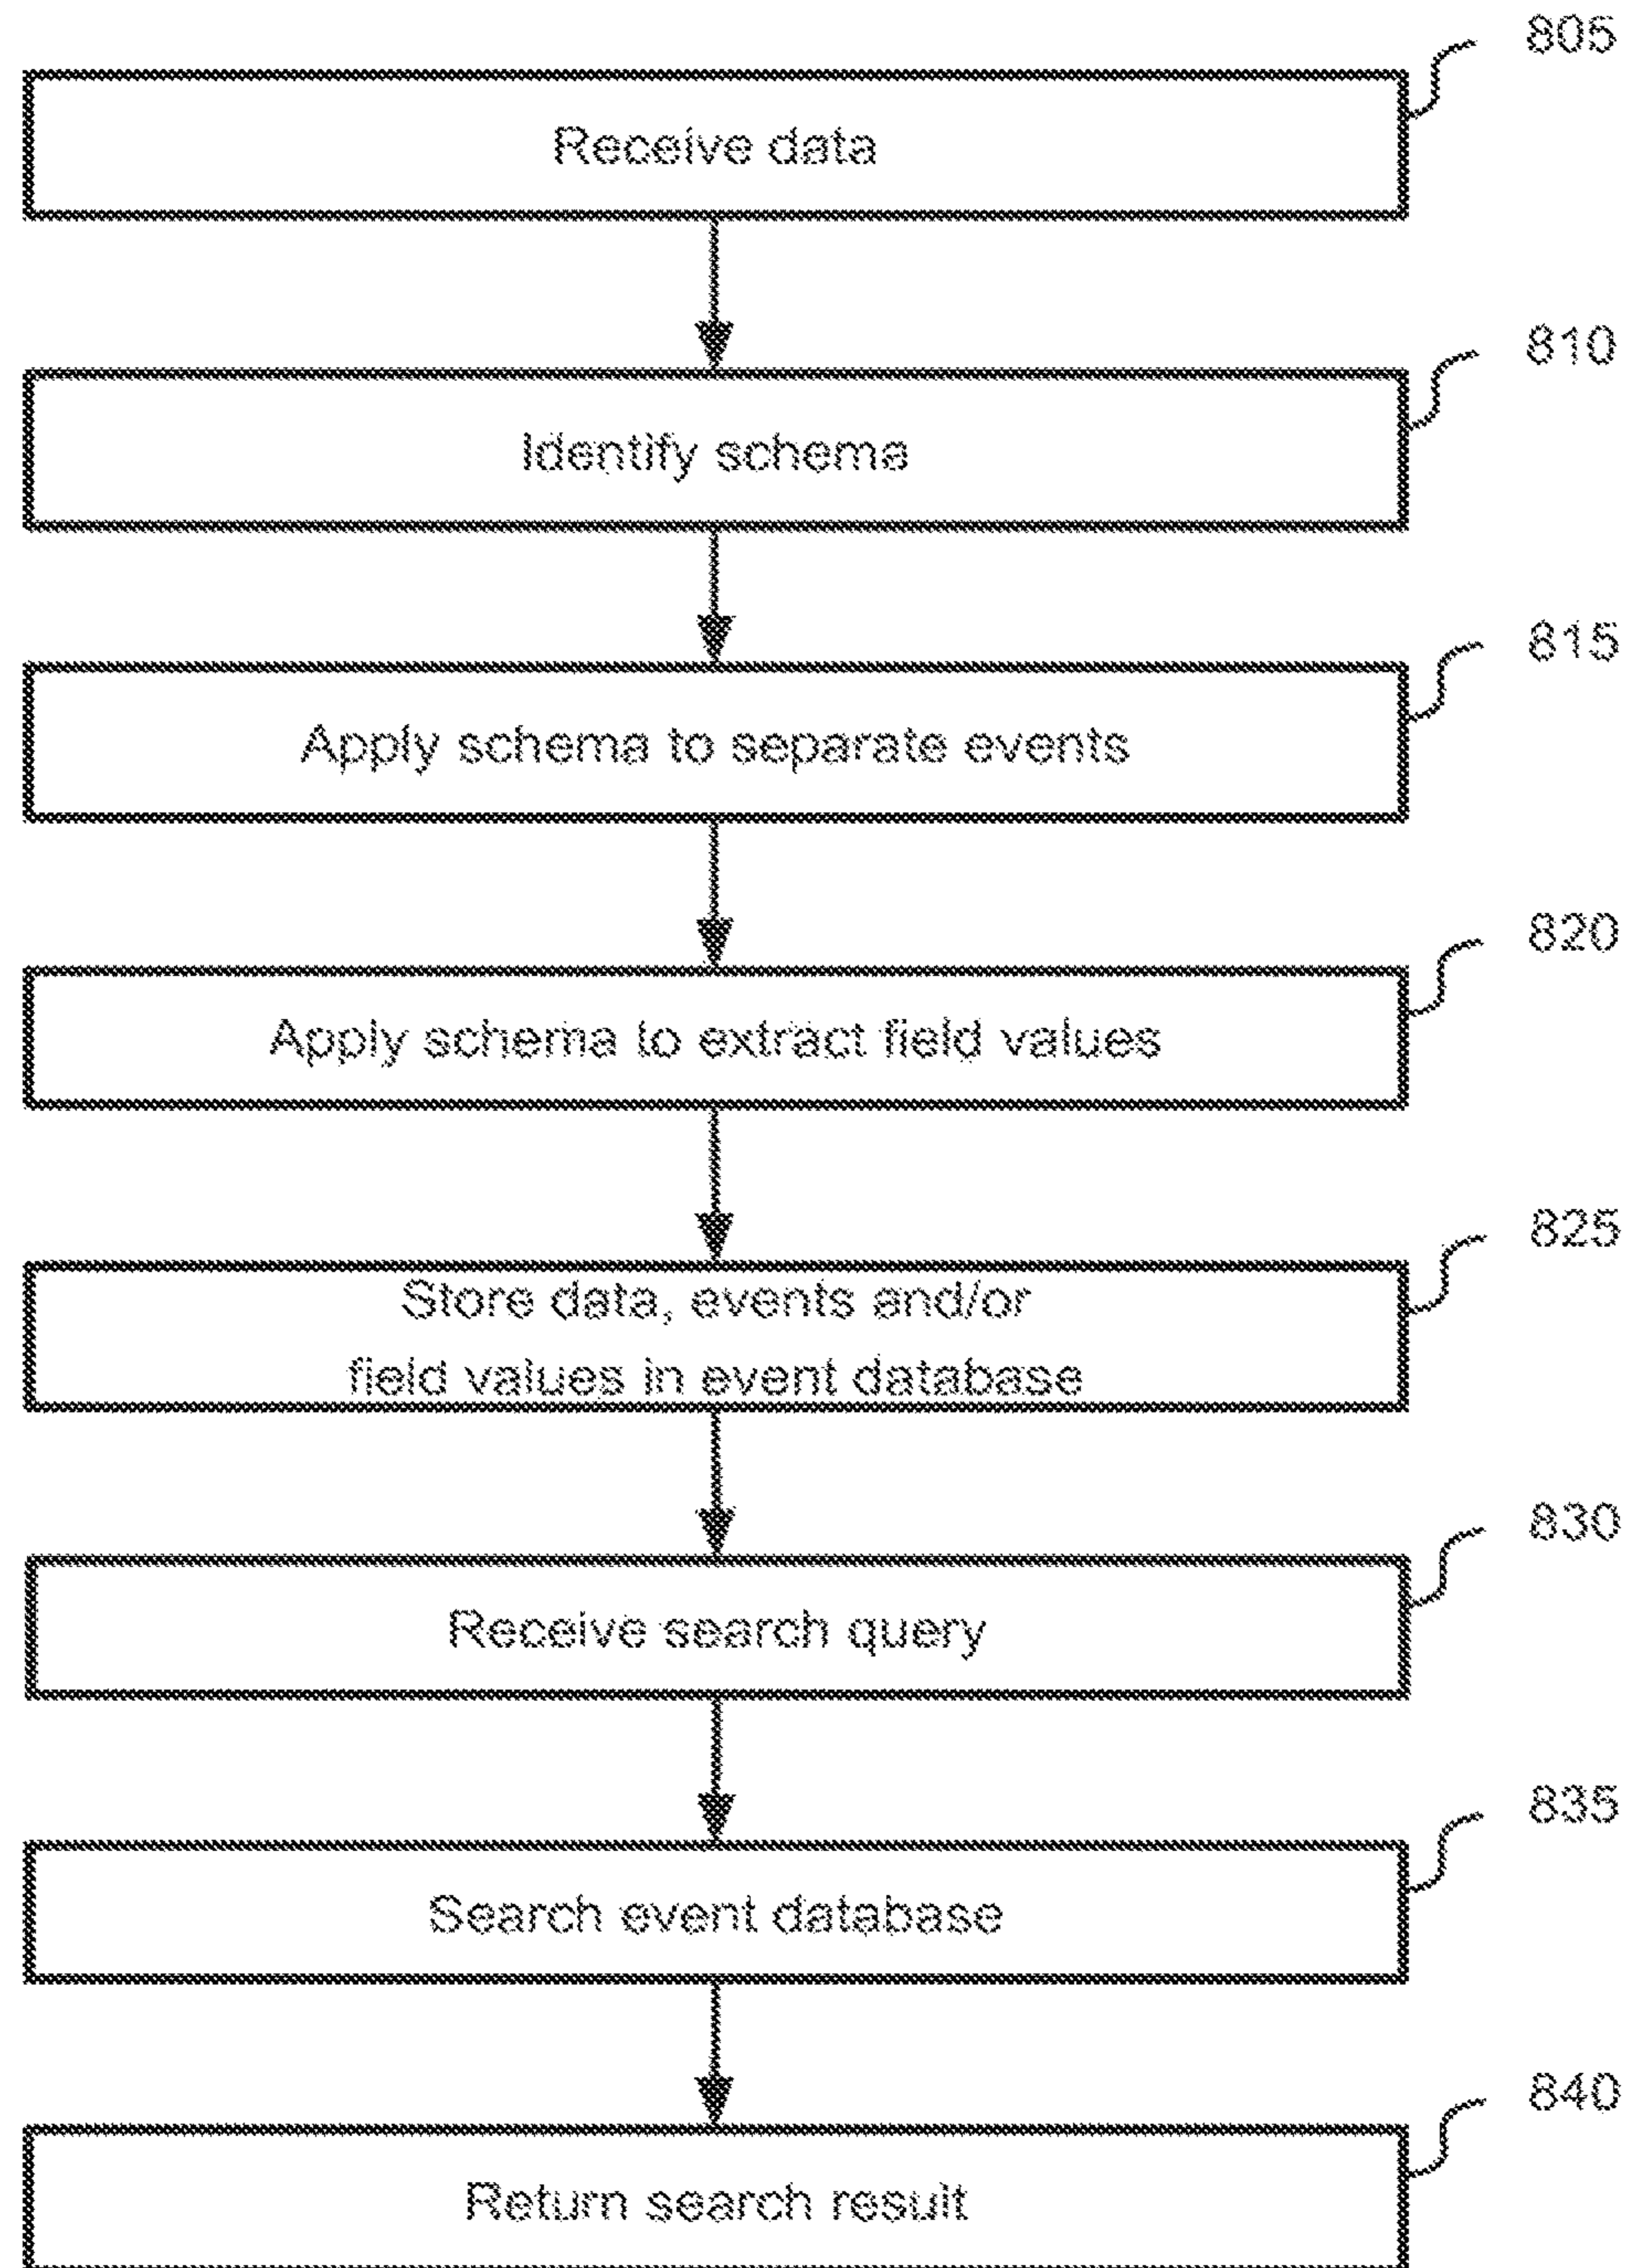 805
Receive data
810
Identify schema
815
Apply schema to separate events
820
Apply schema to extract field values
825
Store data, events and/or
field values in event database
830
Receive search query
835
Search event database
840
Return search result